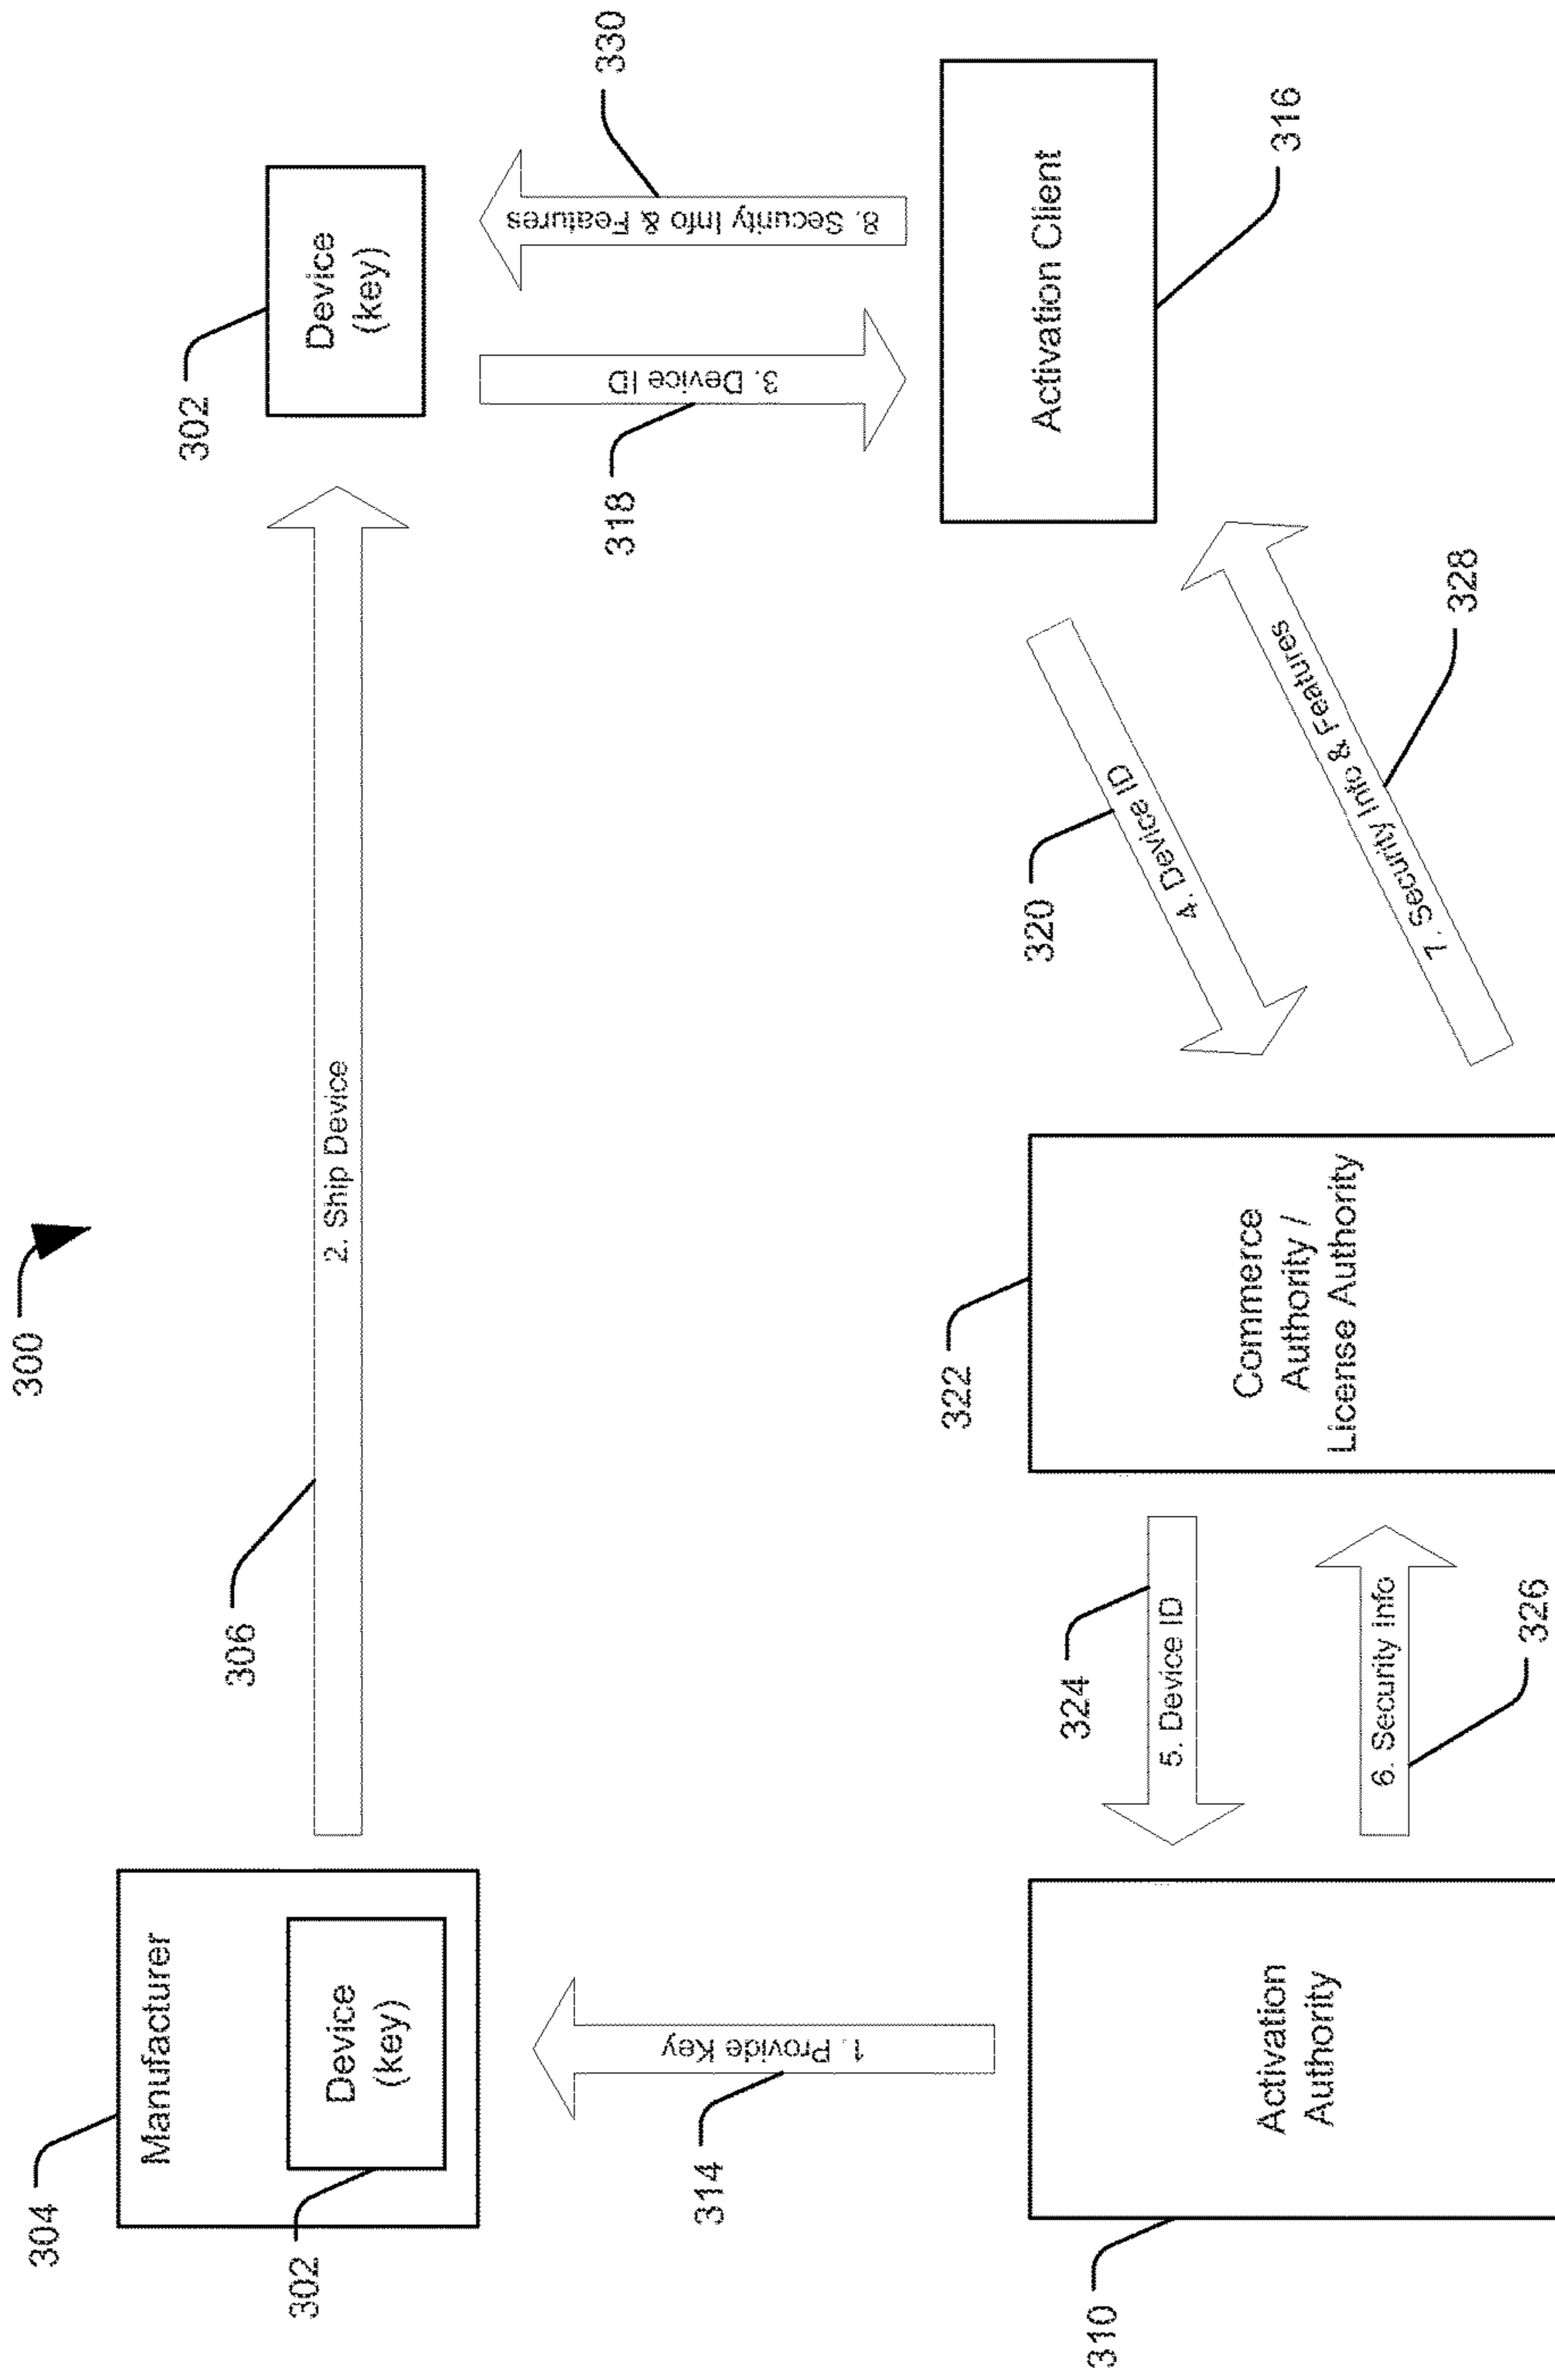 300
304
Manufacturer
302
Device
(key)
306
2. Ship Device
302
Device
(key)
314
1. Provide Key
318
3. Device ID
330
8. Security Info & Features
310
Activation
Authority
324
5. Device ID
326
6. Security Info
322
Commerce
Authority /
License Authority
320
4. Device ID
328
7. Security Info & Features
Activation Client
316